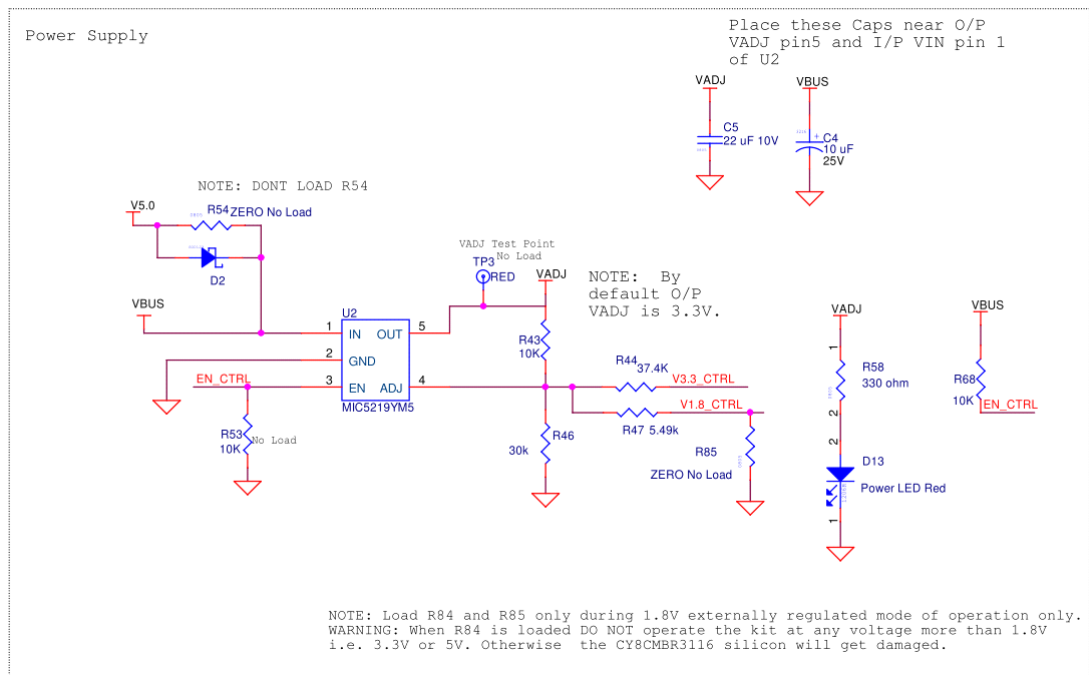 Power Supply
Place these Caps near O/P
VADJ pin5 and I/P VIN pin 1
of U2
VADJ
C5
22 uF 10V
VBUS
+
C4
10 uF
25V
NOTE: DONT LOAD R54
V5.0
R54
ZERO No Load
D2
VBUS
VADJ Test Point
No Load
TP3
RED
VADJ
NOTE: By
default O/P
VADJ is 3.3V.
U2
1 IN OUT 5
2 GND
3 EN ADJ 4
MIC5219YM5
EN_CTRL
R53
10K
No Load
R43
10K
R44
37.4K
V3.3_CTRL
V1.8_CTRL
R47 5.49k
R46
30k
R85
ZERO No Load
VADJ
1
R58
330 ohm
2
2
D13
Power LED Red
1
VBUS
R68
10K
EN_CTRL
NOTE: Load R84 and R85 only during 1.8V externally regulated mode of operation only.
WARNING: When R84 is loaded DO NOT operate the kit at any voltage more than 1.8V
i.e. 3.3V or 5V. Otherwise the CY8CMBR3116 silicon will get damaged.